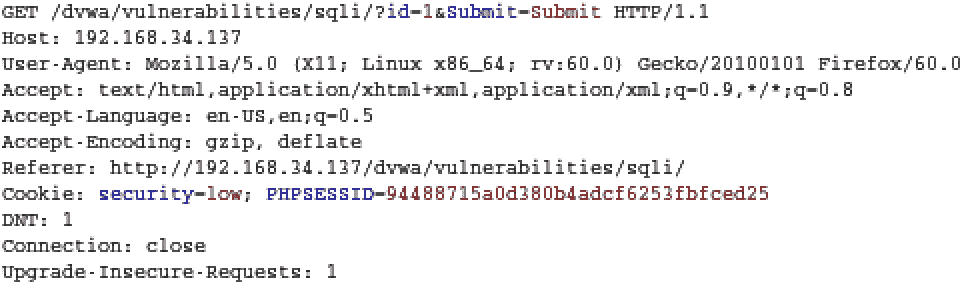 GET /dvwa/vulnerabilities/sqli/?id=1&Submit=Submit HTTP/1.1
Host: 192.168.34.137
User-Agent: Mozilla/5.0 (X11; Linux x86_64; rv:60.0) Gecko/20100101 Firefox/60.0
Accept: text/html,application/xhtml+xml,application/xml;q=0.9,*/*;q=0.8
Accept-Language: en-US,en;q=0.5
Accept-Encoding: gzip, deflate
Referer: http://192.168.34.137/dvwa/vulnerabilities/sqli/
Cookie: security=low; PHPSESSID=94488715a0d380b4adcf6253fbfced25
DNT: 1
Connection: close
Upgrade-Insecure-Requests: 1